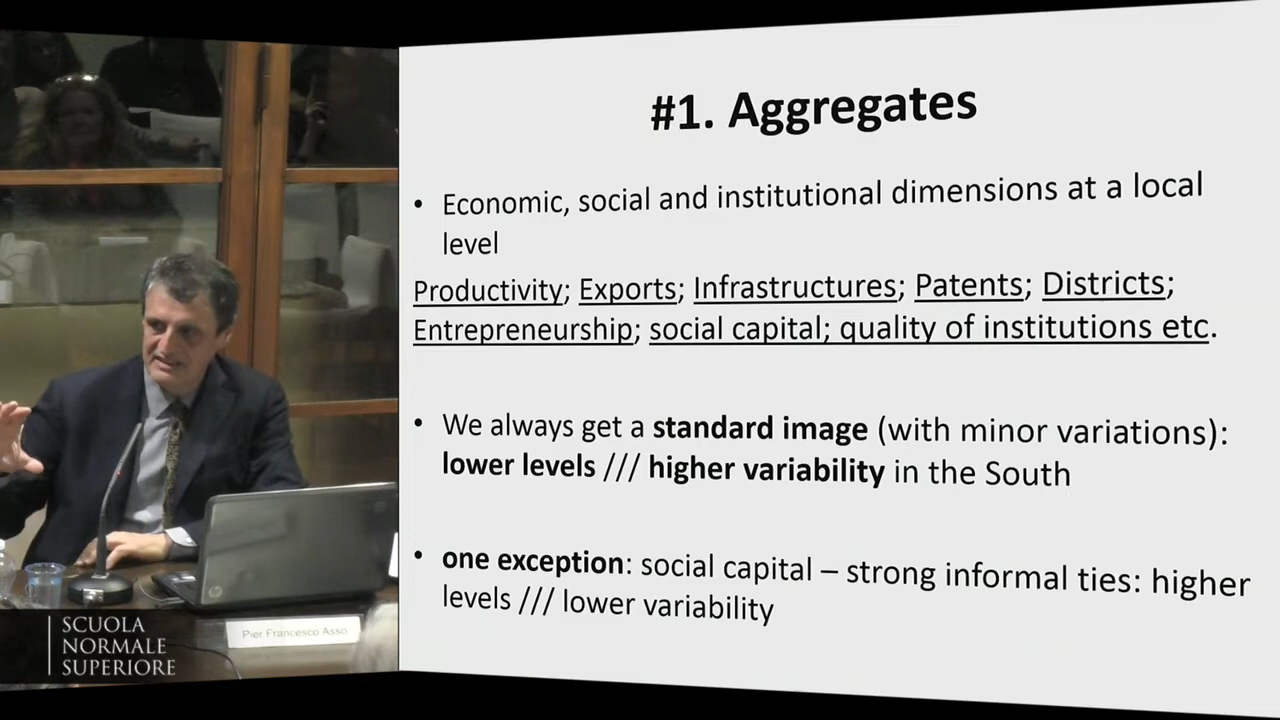 #1. Aggregates
• Economic, social and institutional dimensions at a local
level
Productivity; Exports; Infrastructures; Patents; Districts;
Entrepreneurship; social capital; quality of institutions etc.
• We always get a standard image (with minor variations):
lower levels /// higher variability in the South
• one exception: social capital – strong informal ties: higher
levels /// lower variability
Pier Francesco Asso
SCUOLA
NORMALE
SUPERIORE